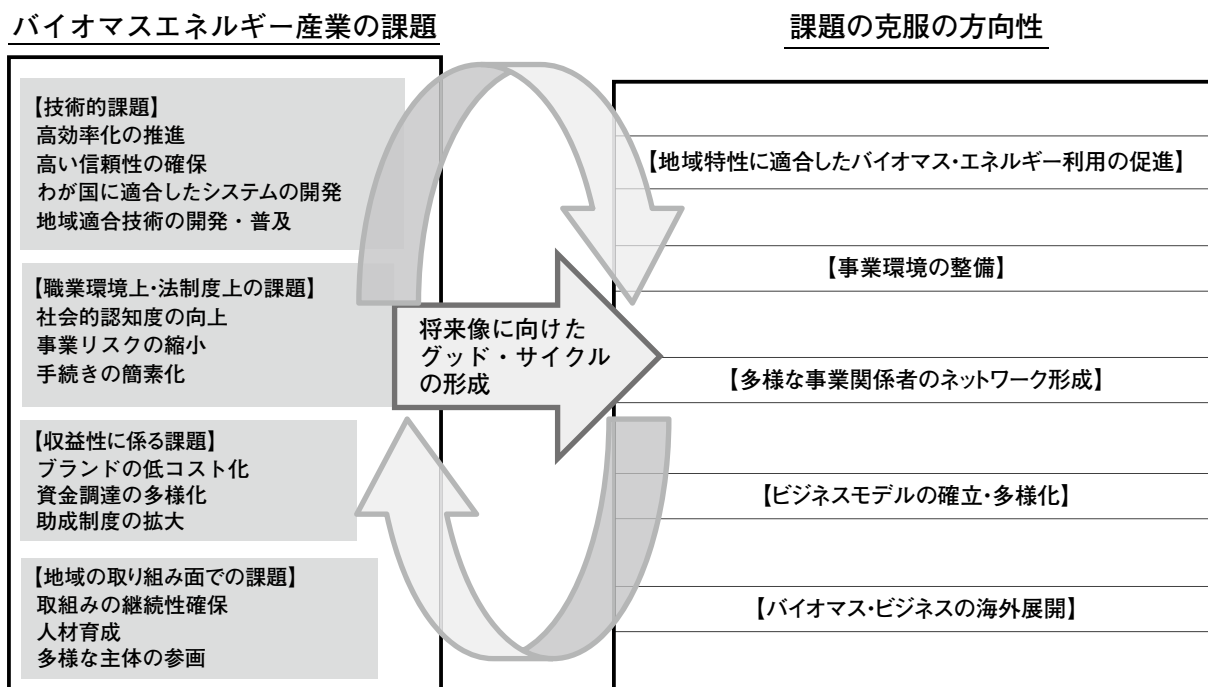 バイオマスエネルギー産業の課題
【技術的課題】
高効率化の推進
高い信頼性の確保
わが国に適合したシステムの開発
地域適合技術の開発・普及
【職業環境上・法制度上の課題】
社会的認知度の向上
事業リスクの縮小
手続きの簡素化
【収益性に係る課題】
ブランドの低コスト化
資金調達の多様化
助成制度の拡大
【地域の取り組み面での課題】
取組みの継続性確保
人材育成
多様な主体の参画
将来像に向けた
グッド・サイクル
の形成
課題の克服の方向性
【地域特性に適合したバイオマス・エネルギー利用の促進】
【事業環境の整備】
【多様な事業関係者のネットワーク形成】
【ビジネスモデルの確立・多様化】
【バイオマス・ビジネスの海外展開】